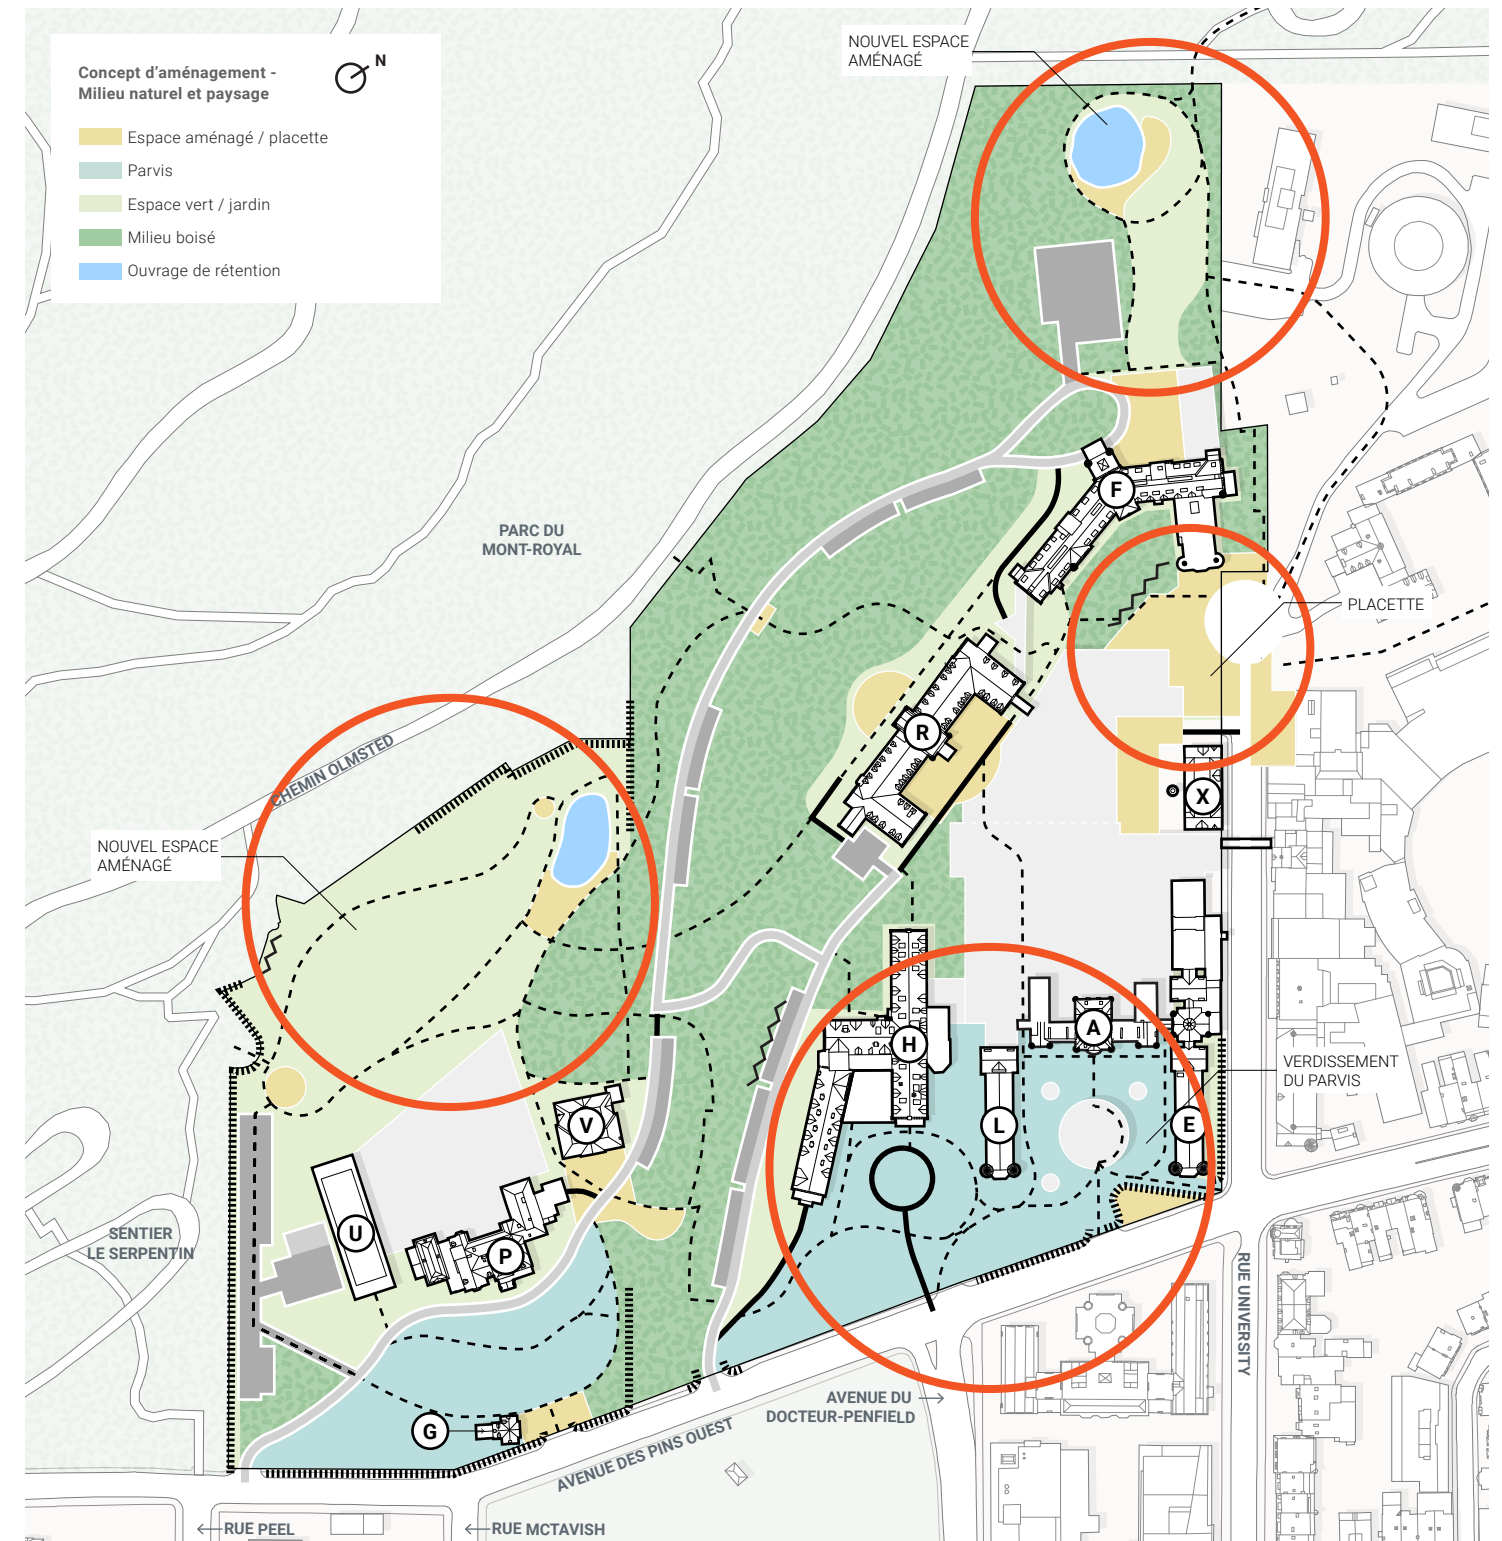 Concept d'aménagement -
Milieu naturel et paysage
N
Espace aménagé / placette
Parvis
Espace vert / jardin
Milieu boisé
Ouvrage de rétention
NOUVEL ESPACE
AMÉNAGÉ
PARC DU
MONT-ROYAL
F
PLACETTE
R
CHEMIN OLMSTED
X
NOUVEL ESPACE
AMÉNAGÉ
A
H
VERDISSEMENT
DU PARVIS
V
L
E
SENTIER
LE SERPENTIN
U
P
RUE UNIVERSITY
AVENUE DU
DOCTEUR-PENFIELD
G
AVENUE DES PINS OUEST
RUE PEEL
RUE MCTAVISH